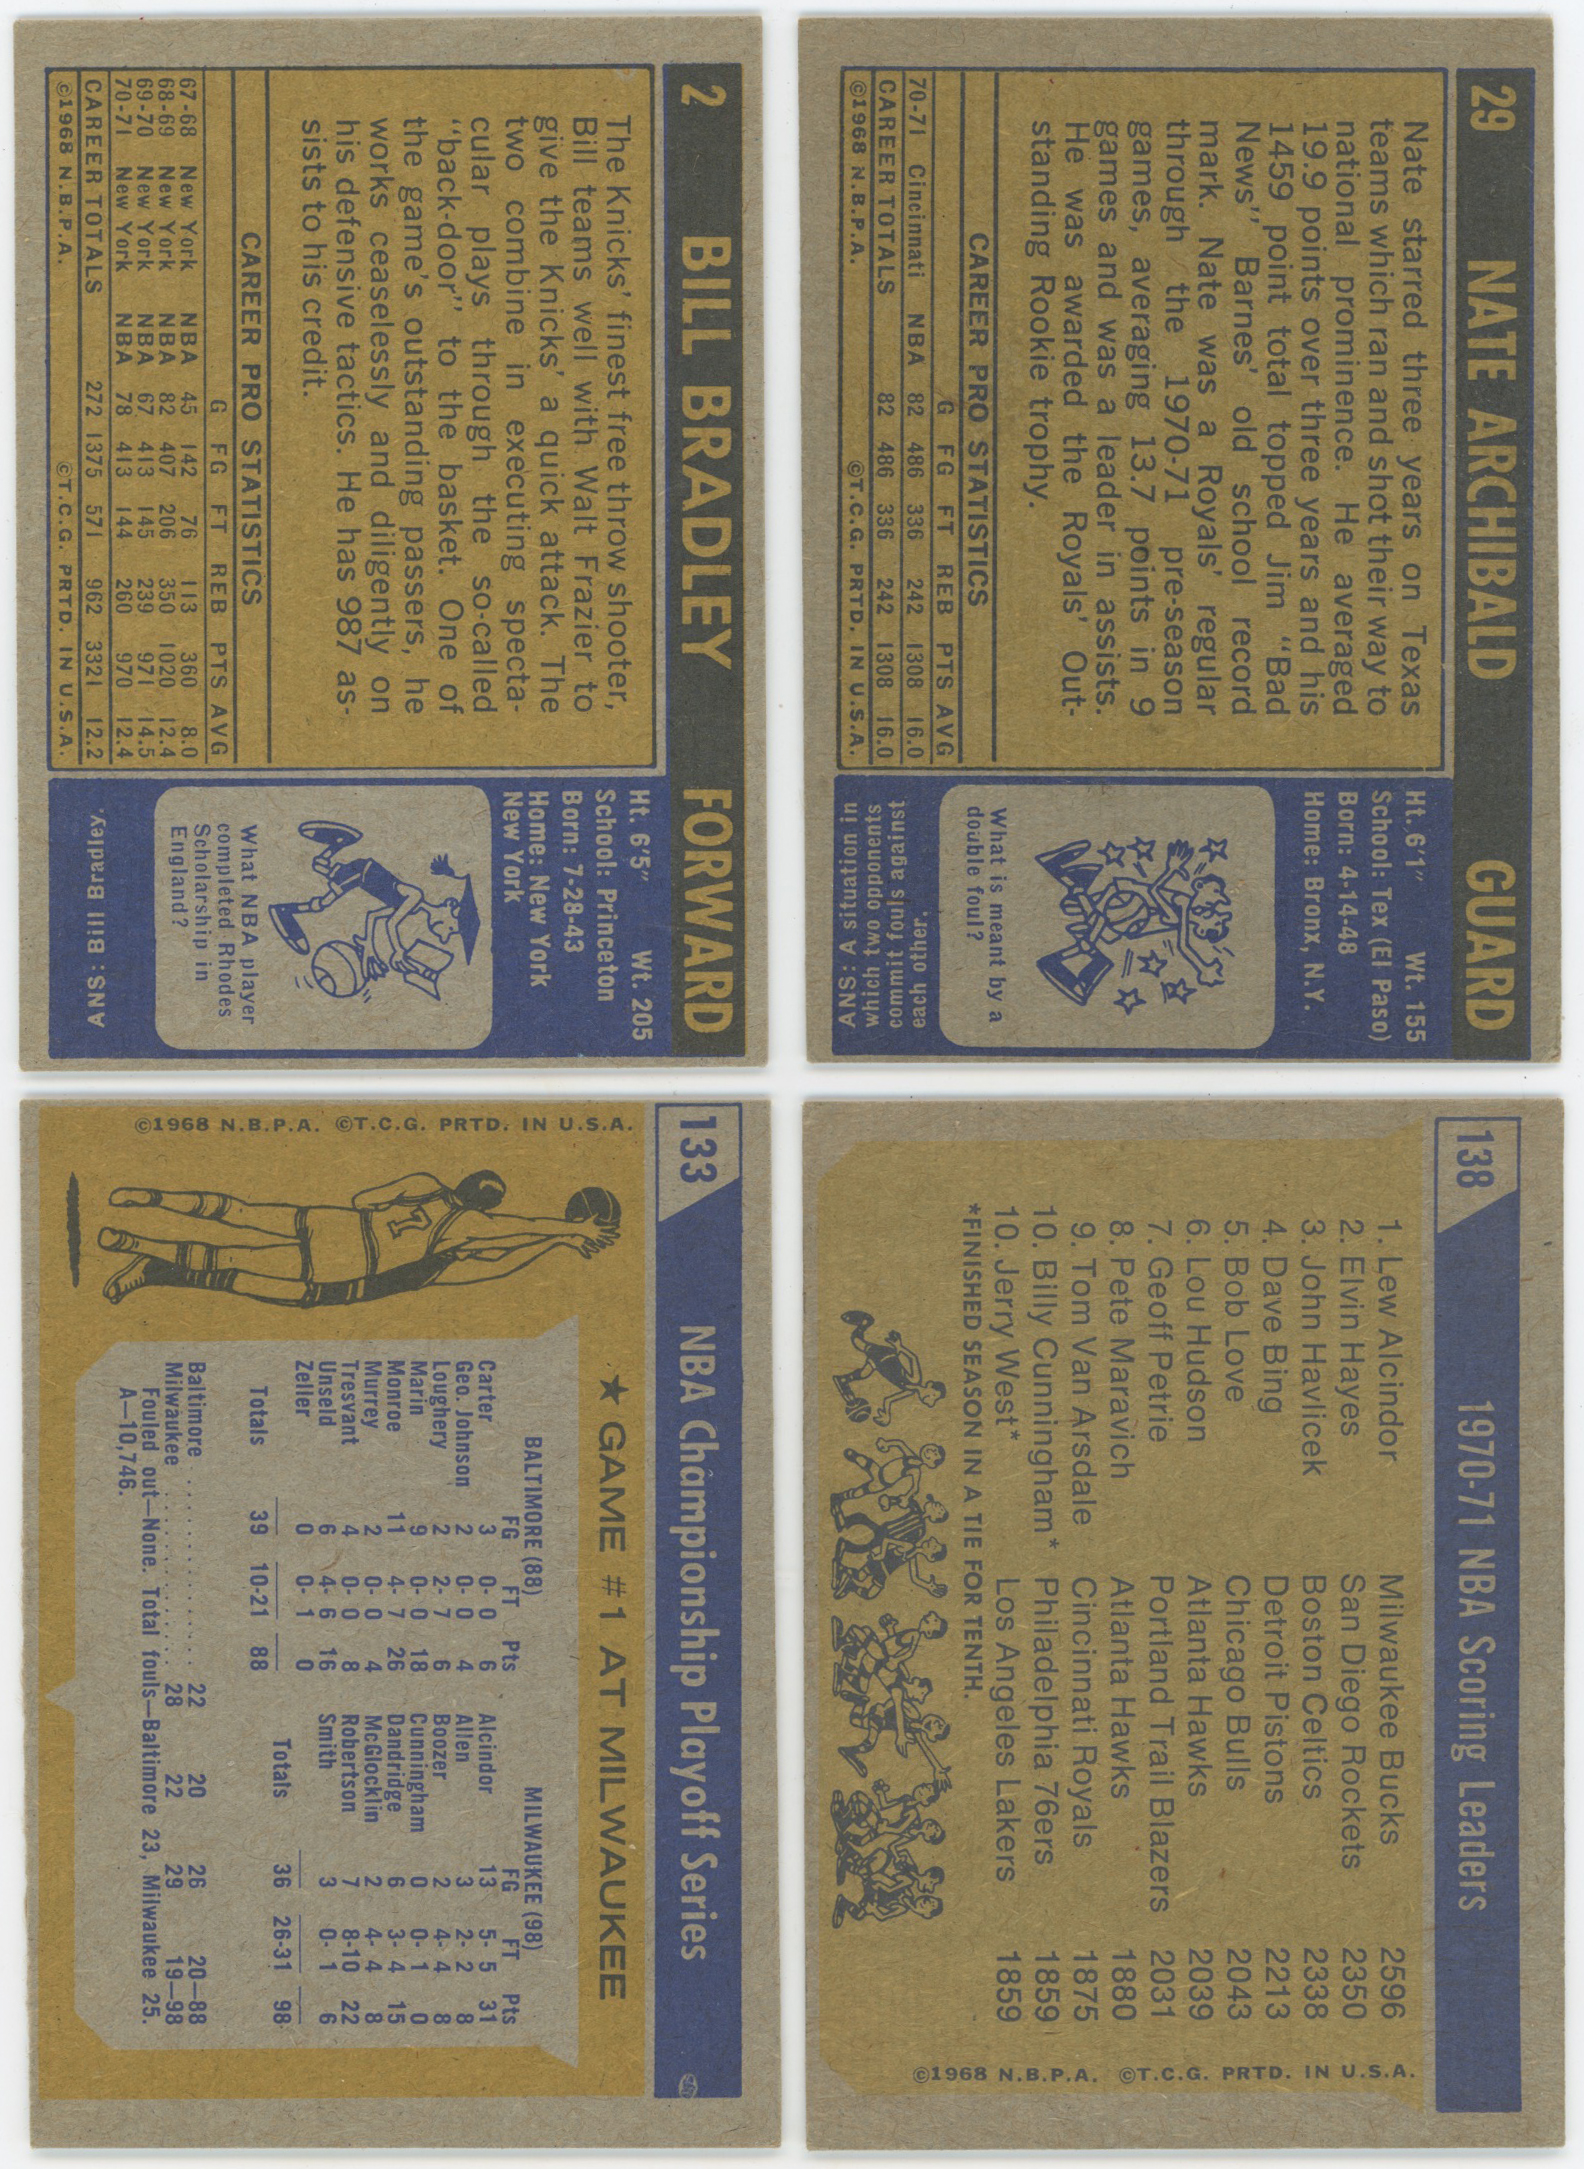 2 BILL BRADLEY FORWARD
The Knicks' finest free throw shooter,
Bill teams well with Walt Frazier to
give the Knicks' a quick attack. The
two combine in executing specta-
cular plays through the so-called
"back-door" to the basket. One of
the game's outstanding passers, he
works ceaselessly and diligently on
his defensive tactics. He has 987 as-
sists to his credit.
CAREER PRO STATISTICS
G FG FT REB PTS AVG
67-68 New York NBA 45 142 76 113 360 8.0
68-69 New York NBA 82 407 206 350 1020 12.4
69-70 New York NBA 67 413 145 239 971 14.5
70-71 New York NBA 78 413 144 260 970 12.4
CAREER TOTALS 272 1375 571 962 3321 12.2
©1968 N.B.P.A. ©T.C.G. PRTD. IN U.S.A.
Ht. 6'5" Wt. 205
School: Princeton
Born: 7-28-43
Home: New York
New York
What NBA player
completed Rhodes
Scholarship in
England?
ANS: Bill Bradley.
29 NATE ARCHIBALD GUARD
Nate starred three years on Texas
teams which ran and shot their way to
national prominence. He averaged
19.9 points over three years and his
1459 point total topped Jim "Bad
News" Barnes' old school record
mark. Nate was a Royals' regular
through the 1970-71 pre-season
games, averaging 13.7 points in 9
games and was a leader in assists.
He was awarded the Royals' Out-
standing Rookie trophy.
CAREER PRO STATISTICS
G FG FT REB PTS AVG
70-71 Cincinnati NBA 82 486 336 242 1308 16.0
CAREER TOTALS 82 486 336 242 1308 16.0
©1968 N.B.P.A. ©T.C.G. PRTD. IN U.S.A.
Ht. 6'1" Wt. 155
School: Tex (El Paso)
Born: 4-14-48
Home: Bronx, N.Y.
What is meant by a
double foul?
ANS: A situation in
which two opponents
commit fouls against
each other.
133 NBA Championship Playoff Series
★ GAME #1 AT MILWAUKEE
BALTIMORE (88)
FG FT Pts
Carter 3 0- 0 6
Geo. Johnson 2 0- 0 4
Loughery 2 2- 7 6
Marin 9 0- 0 18
Monroe 11 4- 7 26
Murrey 2 0- 0 4
Tresvant 4 0- 0 8
Unseld 6 4- 6 16
Zeller 0 0- 1 0
Totals 39 10-21 88
MILWAUKEE (98)
FG FT Pts
Alcindor 13 5- 5 31
Allen 3 2- 2 8
Boozer 2 4- 4 8
Cunningham 0 0- 1 0
Dandridge 6 3- 4 15
McGlocklin 2 4- 4 8
Robertson 7 8-10 22
Smith 3 0- 1 6
Totals 36 26-31 98
Baltimore 22 20 26 20—88
Milwaukee 28 22 29 19—98
Fouled out—None. Total fouls—Baltimore 23, Milwaukee 25.
A—10,746.
©1968 N.B.P.A. ©T.C.G. PRTD. IN U.S.A.
7
138 1970-71 NBA Scoring Leaders
1. Lew Alcindor Milwaukee Bucks 2596
2. Elvin Hayes San Diego Rockets 2350
3. John Havlicek Boston Celtics 2338
4. Dave Bing Detroit Pistons 2213
5. Bob Love Chicago Bulls 2043
6. Lou Hudson Atlanta Hawks 2039
7. Geoff Petrie Portland Trail Blazers 2031
8. Pete Maravich Atlanta Hawks 1880
9. Tom Van Arsdale Cincinnati Royals 1875
10. Billy Cunningham* Philadelphia 76ers 1859
10. Jerry West* Los Angeles Lakers 1859
*FINISHED SEASON IN A TIE FOR TENTH.
©1968 N.B.P.A. ©T.C.G. PRTD. IN U.S.A.